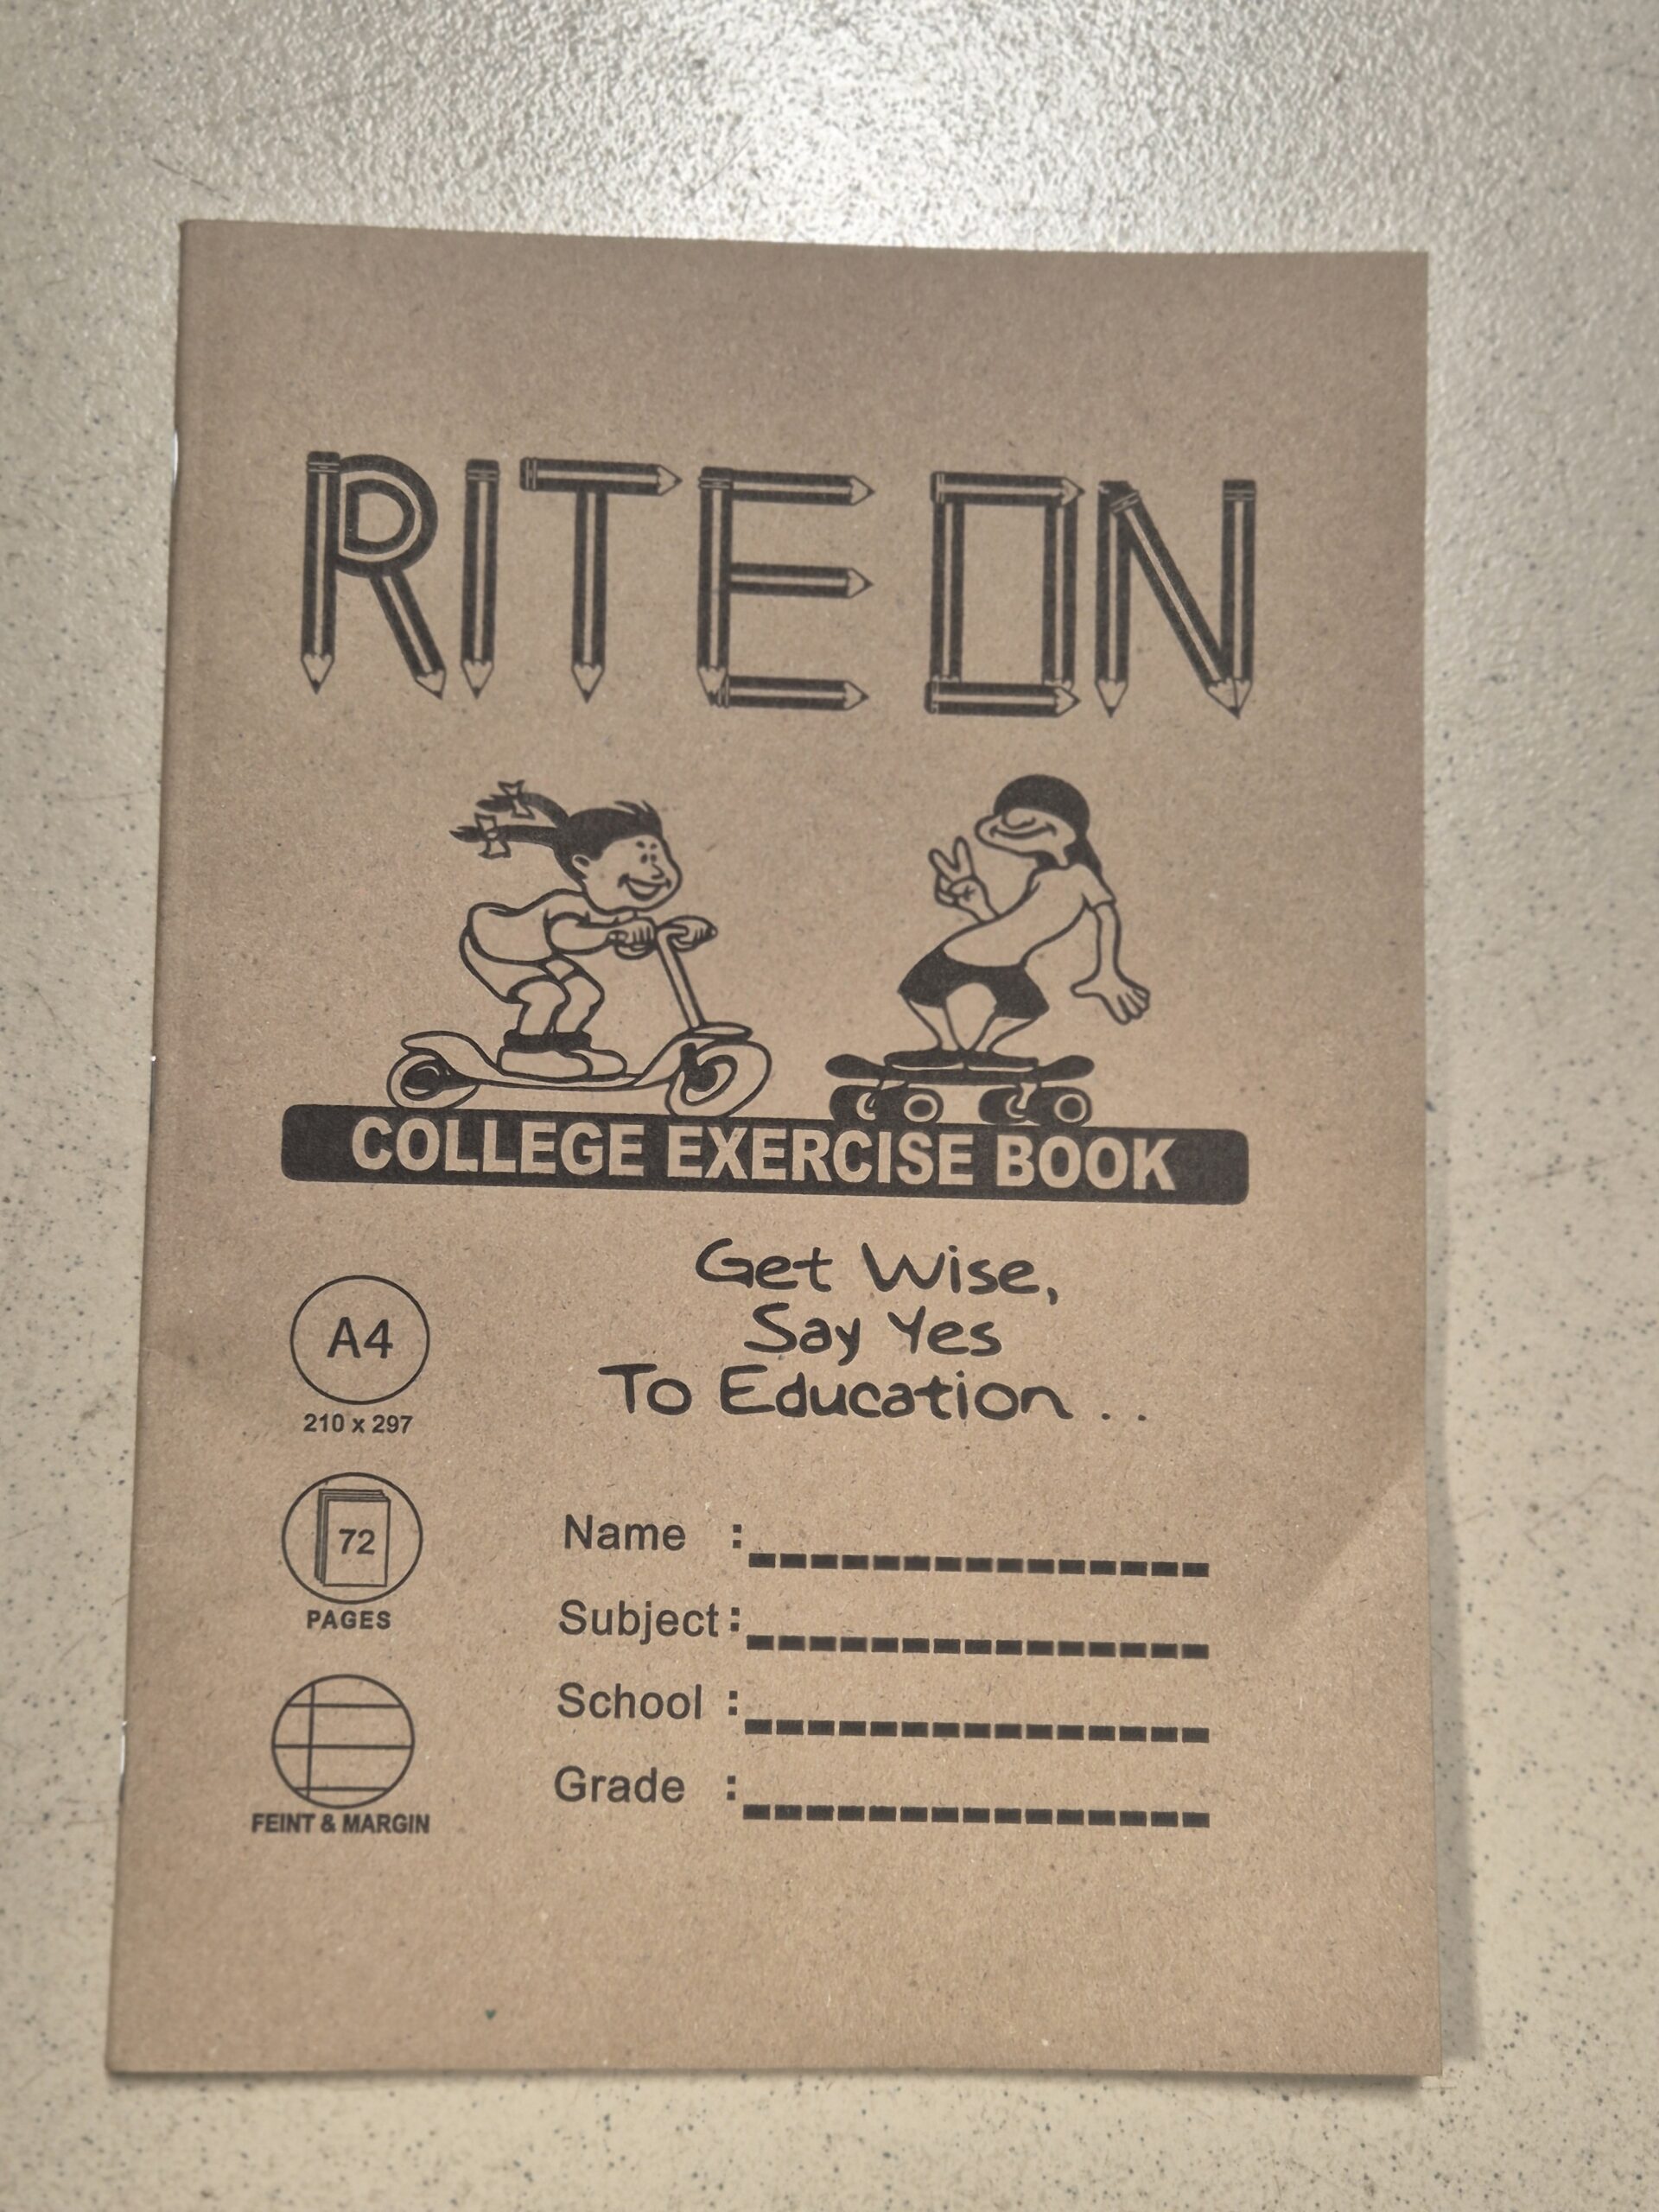 RITE ON
COLLEGE EXERCISE BOOK
Get Wise,
Say Yes
To Education ..
A4
210 x 297
72
PAGES
FEINT & MARGIN
Name :
Subject :
School :
Grade :